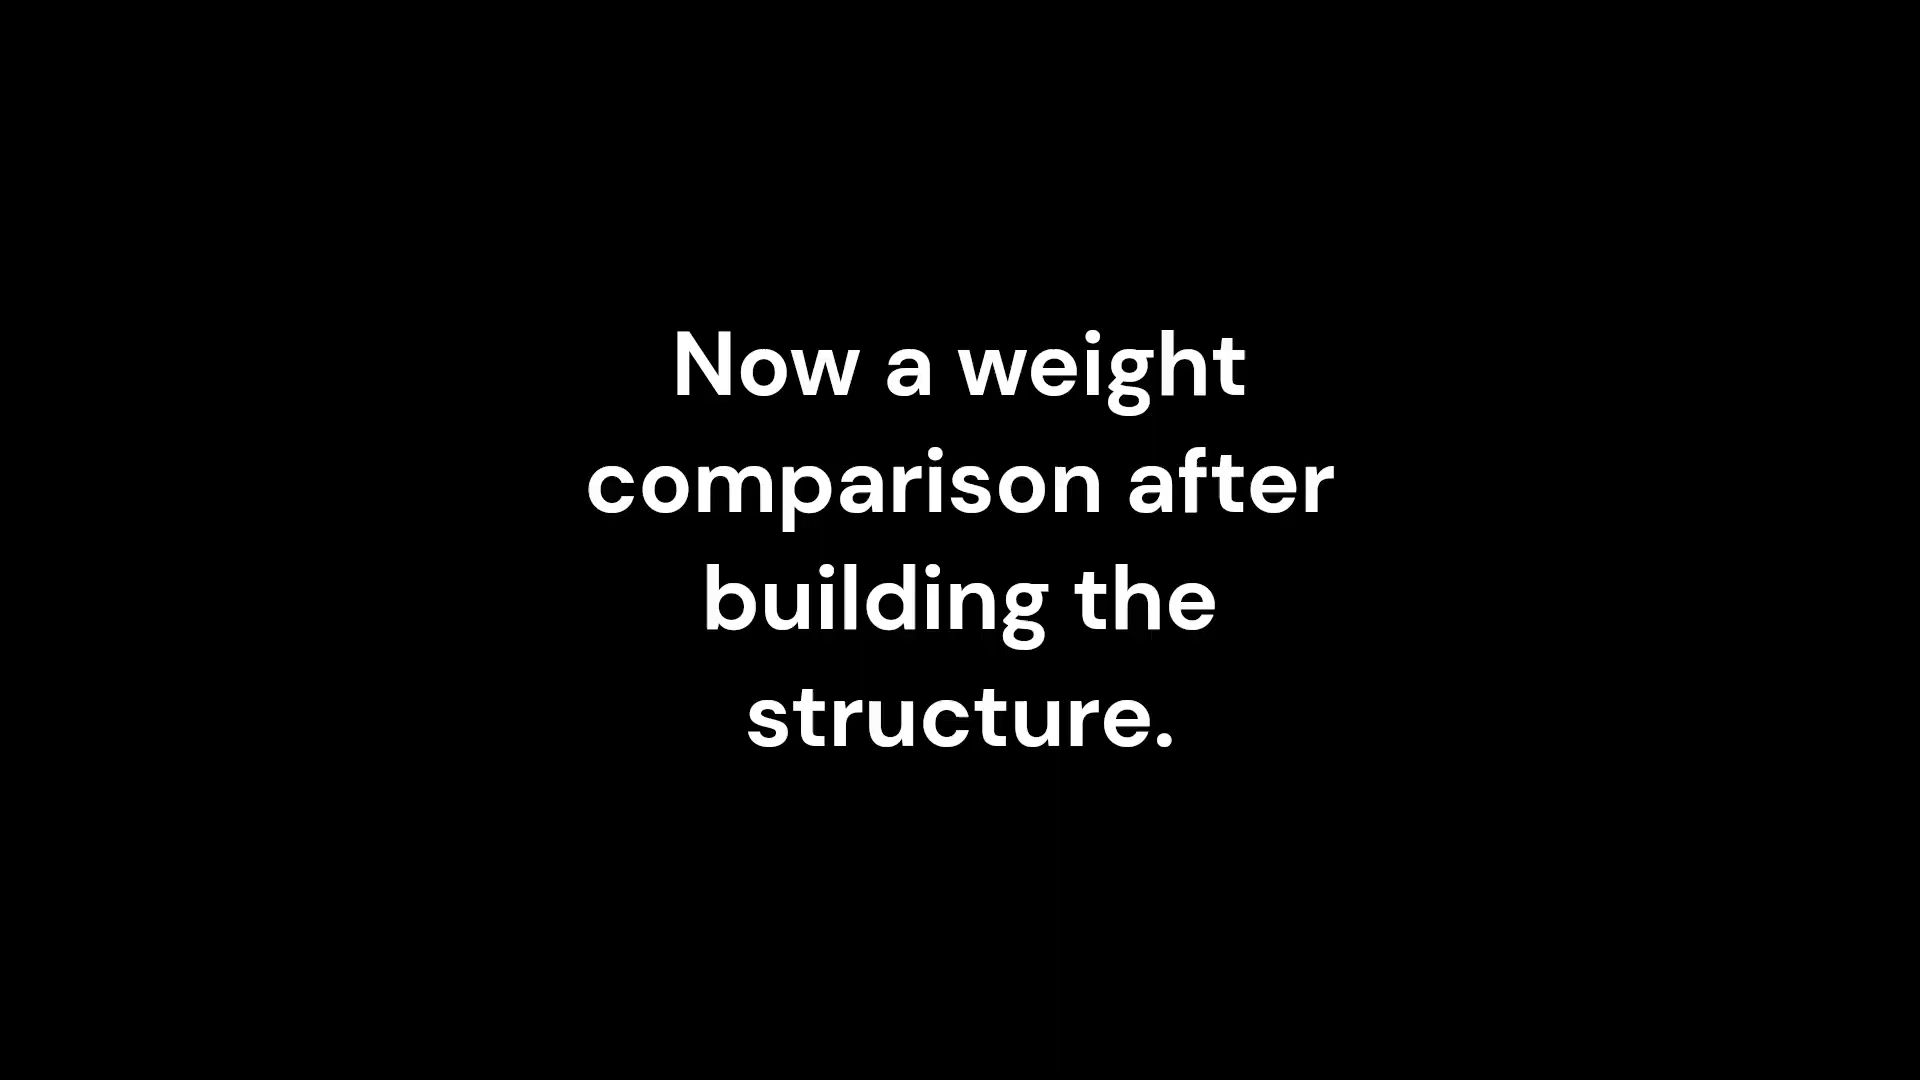 Now a weight
comparison after
building the
structure.